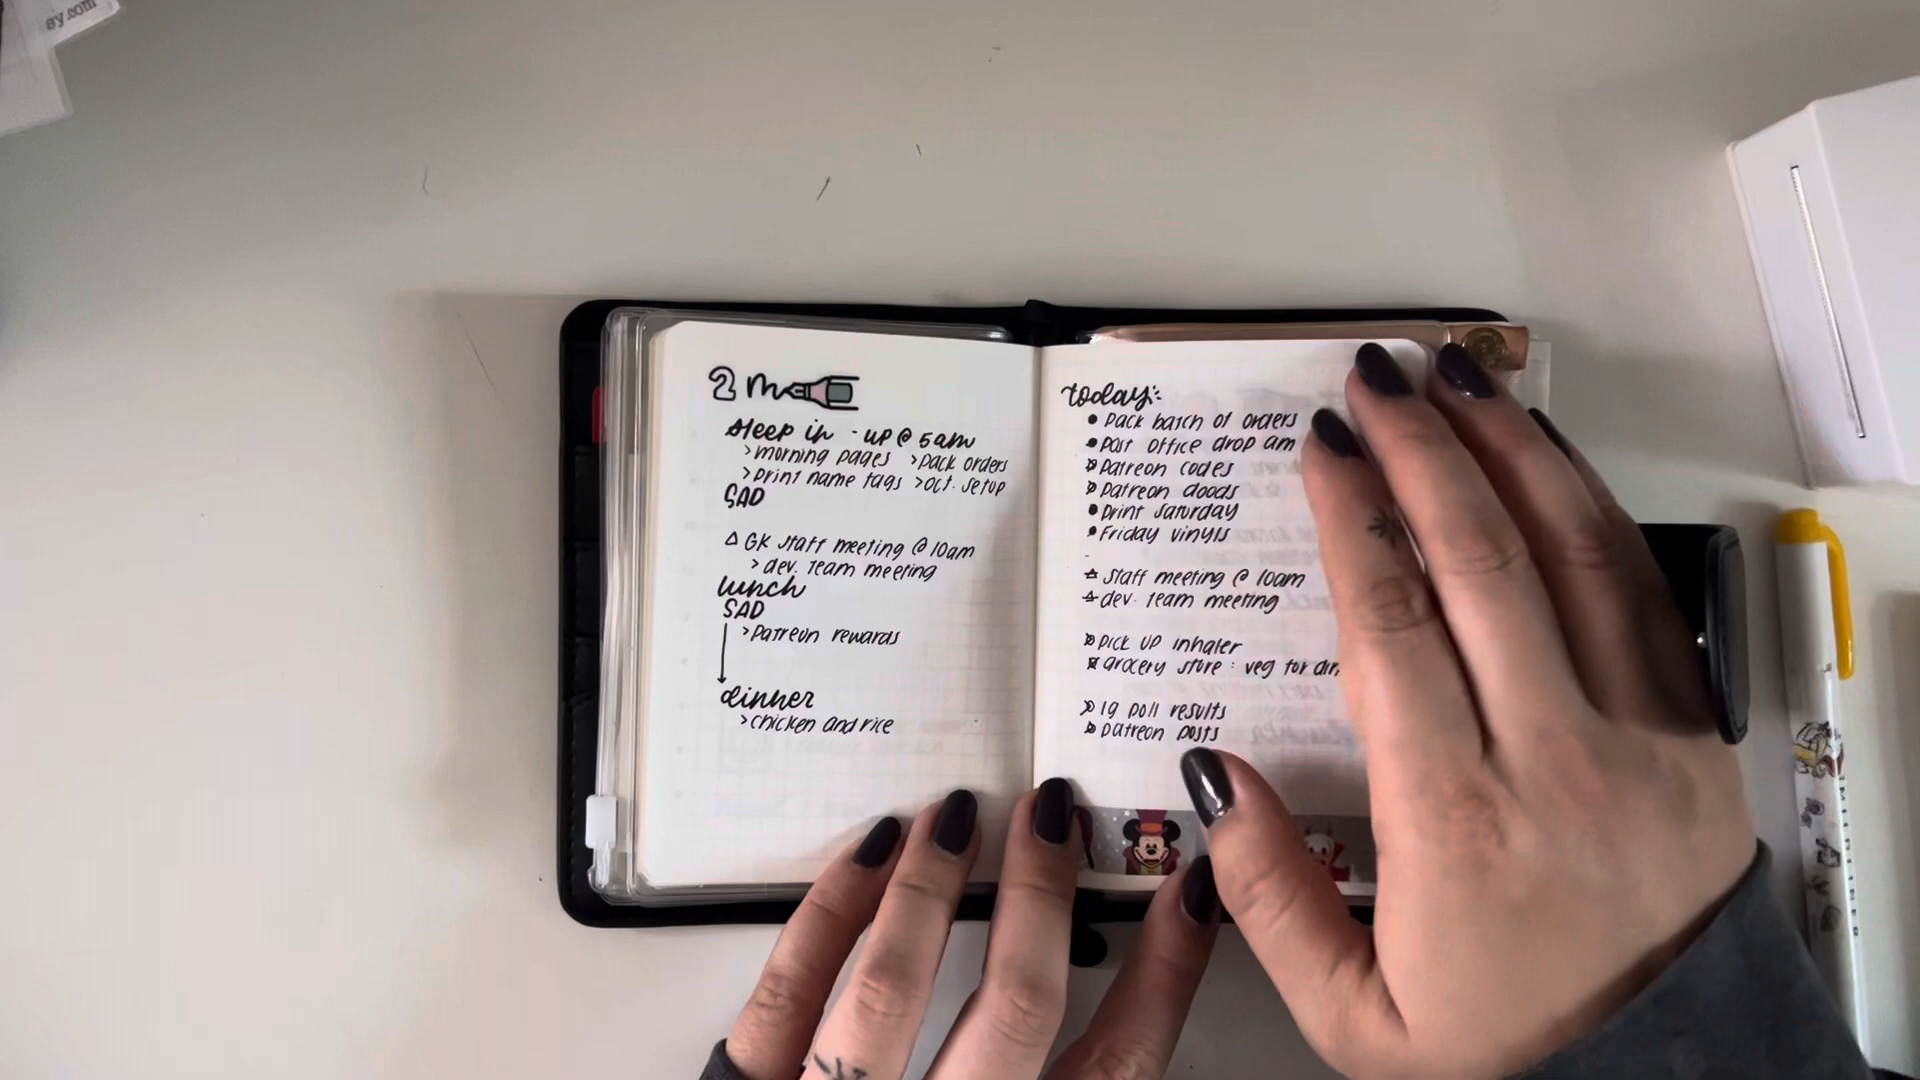 ey.com
2 m
sleep in - up @ 5am
>morning pages >pack orders
>print name tags >oct. setup
SAD
△ GK staff meeting @ 10am
> dev. team meeting
lunch
SAD
>Patreon rewards
dinner
>chicken and rice
today:
• Pack batch of orders
• Post office drop am
Patreon codes
Patreon doods
• Print Saturday
• Friday vinyls
-
staff meeting @ 10am
dev. team meeting
Pick up inhaler
grocery store : veg for din
ig poll results
patreon posts